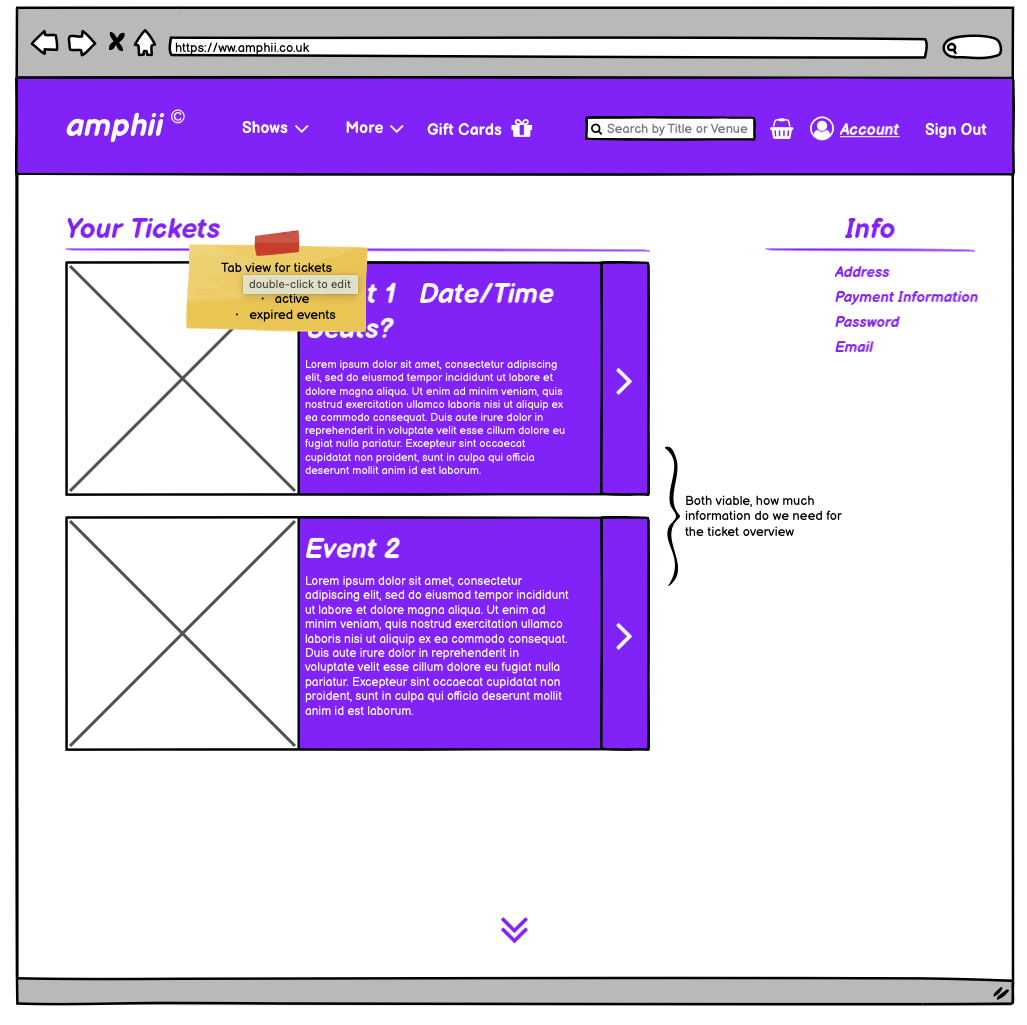 https://ww.amphii.co.uk
amphii ©
Shows
More
Gift Cards
Search by Title or Venue
Account
Sign Out
Your Tickets
Info
Tab view for tickets
double-click to edit
· active
· expired events
t 1 Date/Time
Seats?
Lorem ipsum dolor sit amet, consectetur adipiscing
elit, sed do eiusmod tempor incididunt ut labore et
dolore magna aliqua. Ut enim ad minim veniam, quis
nostrud exercitation ullamco laboris nisi ut aliquip ex
ea commodo consequat. Duis aute irure dolor in
reprehenderit in voluptate velit esse cillum dolore eu
fugiat nulla pariatur. Excepteur sint occaecat
cupidatat non proident, sunt in culpa qui officia
deserunt mollit anim id est laborum.
Address
Payment Information
Password
Email
Both viable, how much
information do we need for
the ticket overview
Event 2
Lorem ipsum dolor sit amet, consectetur
adipiscing elit, sed do eiusmod tempor incididunt
ut labore et dolore magna aliqua. Ut enim ad
minim veniam, quis nostrud exercitation ullamco
laboris nisi ut aliquip ex ea commodo consequat.
Duis aute irure dolor in reprehenderit in
voluptate velit esse cillum dolore eu fugiat nulla
pariatur. Excepteur sint occaecat cupidatat non
proident, sunt in culpa qui officia deserunt mollit
anim id est laborum.